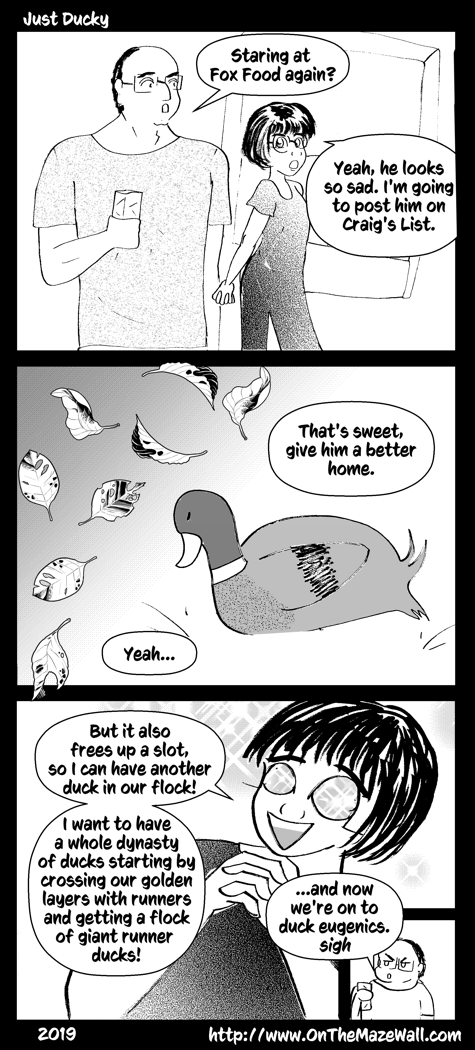 Just Ducky
Staring at
Fox Food again?
Yeah, he looks
so sad. I'm going
to post him on
Craig's List.
That's sweet,
give him a better
home.
Yeah...
But it also
frees up a slot,
so I can have another
duck in our flock!
I want to have
a whole dynasty
of ducks starting by
crossing our golden
layers with runners
and getting a flock
of giant runner
ducks!
...and now
we're on to
duck eugenics.
sigh
2019
http://www.OnTheMazeWall.com